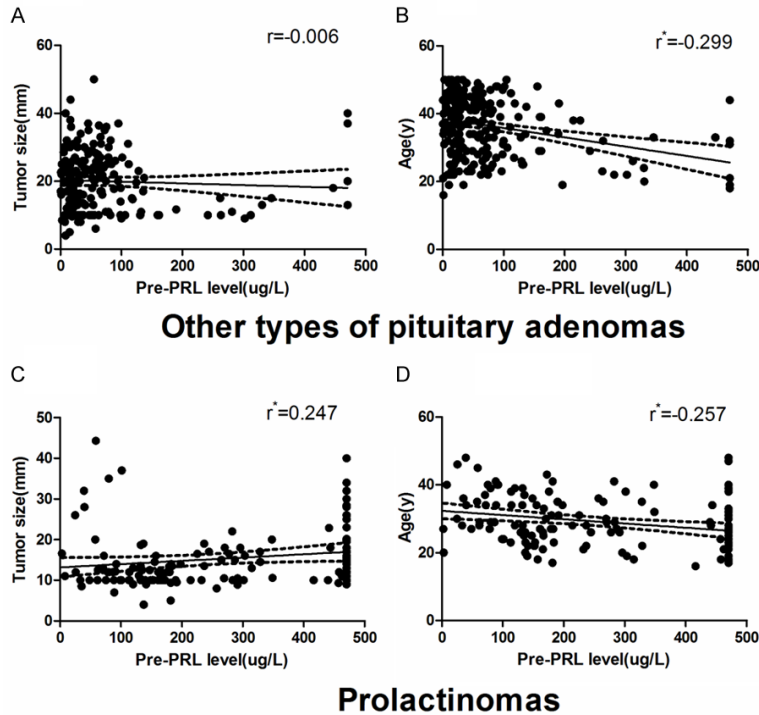 A
r=-0.006
60
40
20
0
0 100 200 300 400 500
Tumor size(mm)
Pre-PRL level(ug/L)
B
r*=-0.299
60
40
20
0
0 100 200 300 400 500
Age(y)
Pre-PRL level(ug/L)
Other types of pituitary adenomas
C
r*=0.247
50
40
30
20
10
0
0 100 200 300 400 500
Tumor size(mm)
Pre-PRL level(ug/L)
D
r*=-0.257
60
40
20
0
0 100 200 300 400 500
Age(y)
Pre-PRL level(ug/L)
Prolactinomas